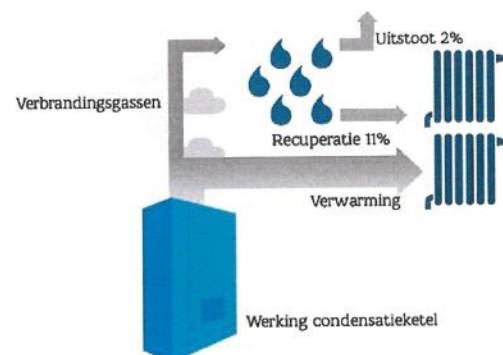 Uitstoot 2%
Verbrandingsgassen
Recuperatie 11%
Verwarming
Werking condensatieketel